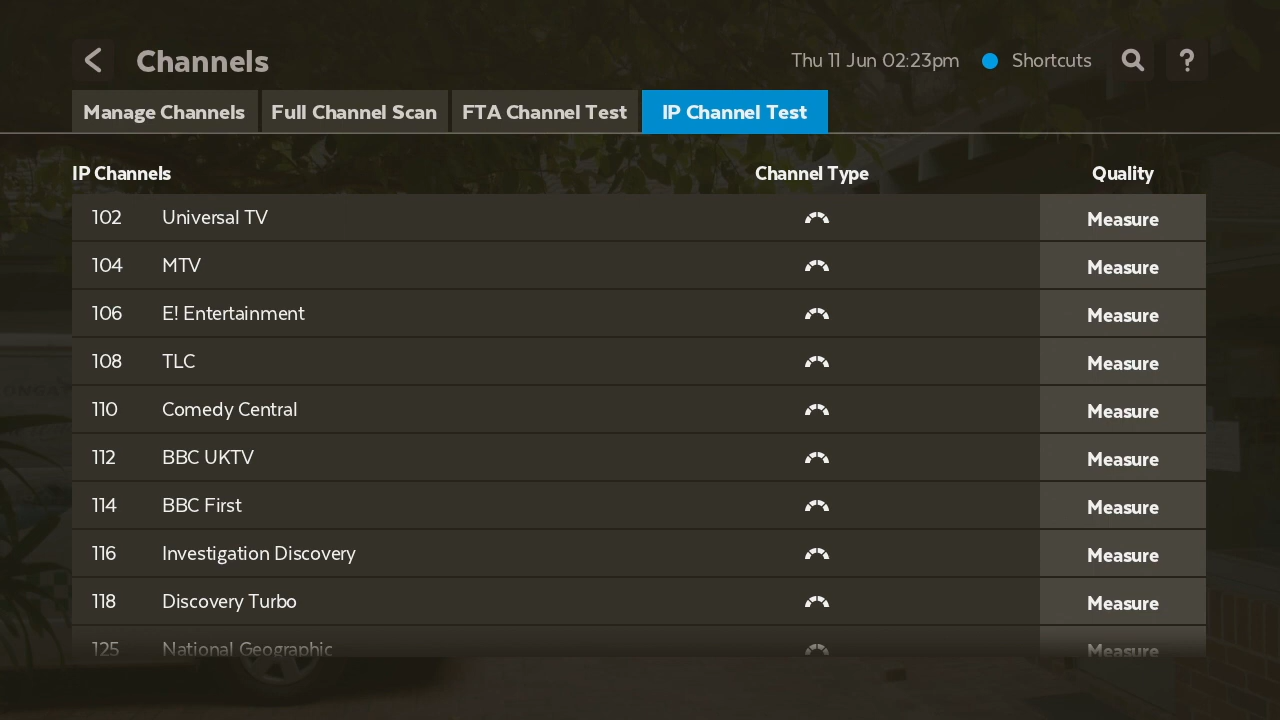 Channels
Thu 11 Jun 02:23pm Shortcuts ?
Manage Channels Full Channel Scan FTA Channel Test IP Channel Test
IP Channels Channel Type Quality
102 Universal TV Measure
104 MTV Measure
106 E! Entertainment Measure
108 TLC Measure
110 Comedy Central Measure
112 BBC UKTV Measure
114 BBC First Measure
116 Investigation Discovery Measure
118 Discovery Turbo Measure
125 National Geographic Measure